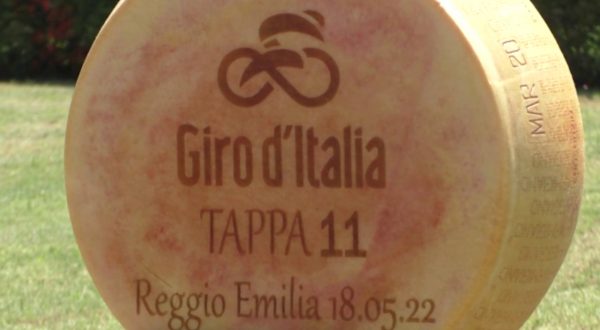 Giro d'Italia
TAPPA 11
Reggio Emilia 18.05.22
MAR 20